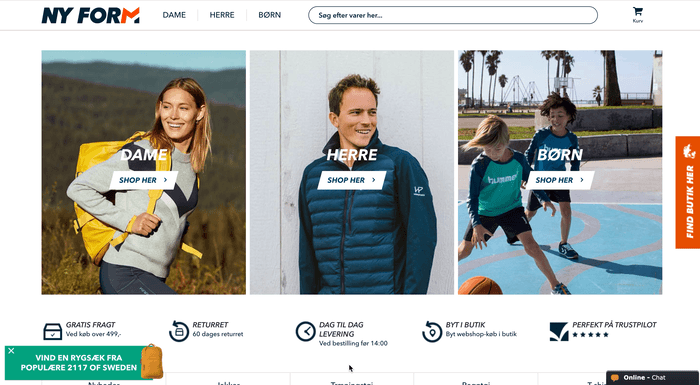 NY FORM
DAME
HERRE
BØRN
Søg efter varer her...
Kurv
DAME
SHOP HER
HERRE
SHOP HER
BØRN
SHOP HER
hummel
hummel
FIND BUTIK HER
GRATIS FRAGT
Ved køb over 499,-
RETURRET
60 dages returret
DAG TIL DAG
LEVERING
Ved bestilling før 14:00
BYT I BUTIK
Byt webshop-køb i butik
PERFEKT PÅ TRUSTPILOT
VIND EN RYGSÆK FRA
POPULÆRE 2117 OF SWEDEN
Online - Chat
Nyheder
Jakker
Træningstøj
Regntøj